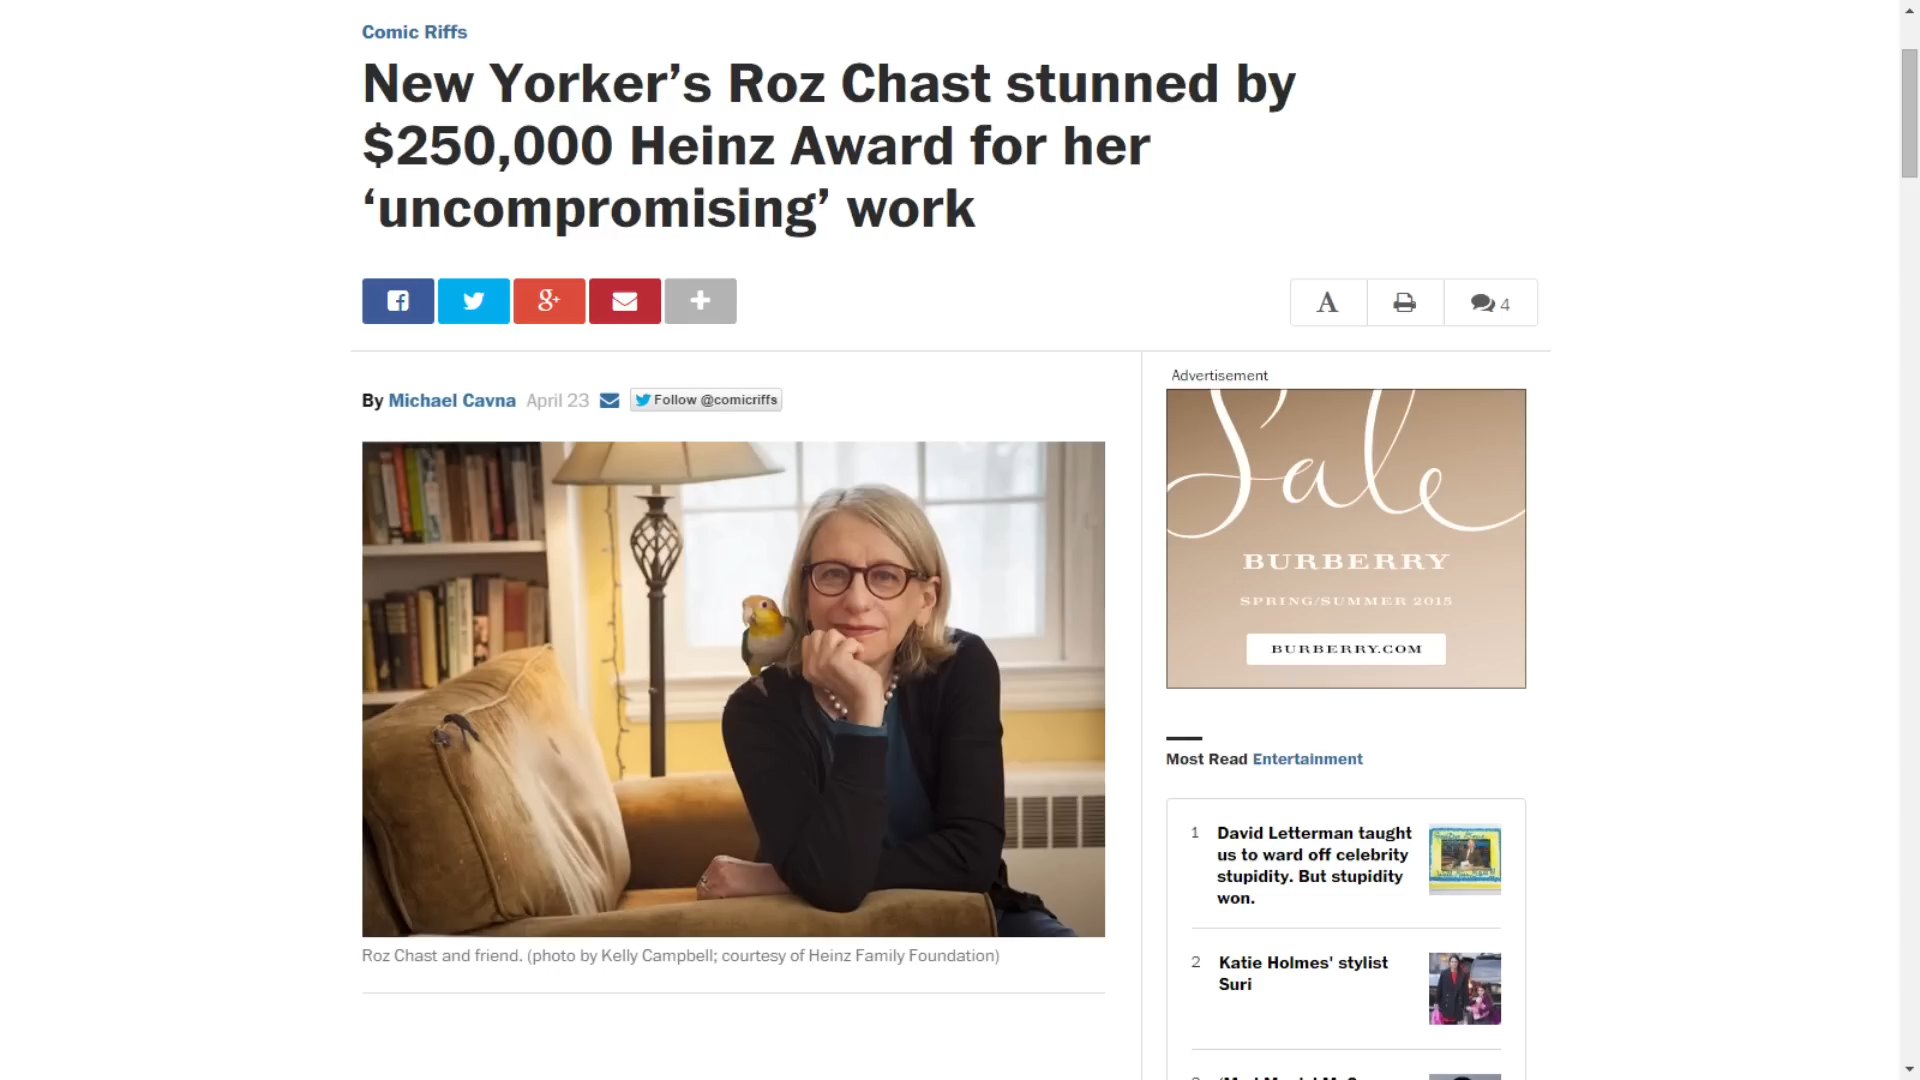 Comic Riffs
New Yorker’s Roz Chast stunned by
$250,000 Heinz Award for her
‘uncompromising’ work
g+
A
4
By Michael Cavna April 23 Follow @comicriffs
Roz Chast and friend. (photo by Kelly Campbell; courtesy of Heinz Family Foundation)
Advertisement
Sale
BURBERRY
SPRING/SUMMER 2015
BURBERRY.COM
Most Read Entertainment
1 David Letterman taught
us to ward off celebrity
stupidity. But stupidity
won.
2 Katie Holmes' stylist
Suri